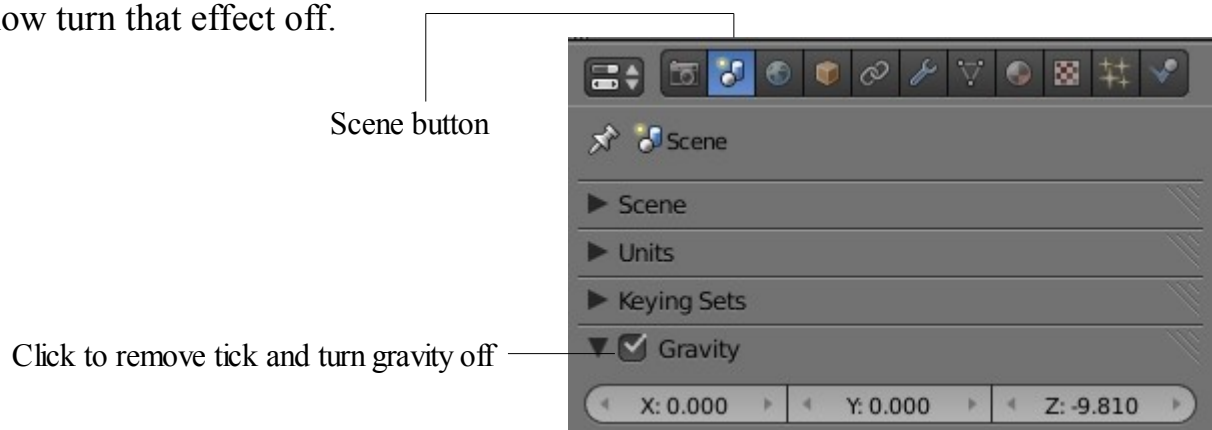 now turn that effect off.
Scene button
Scene
Scene
Units
Keying Sets
Click to remove tick and turn gravity off
Gravity
X: 0.000 Y: 0.000 Z: -9.810